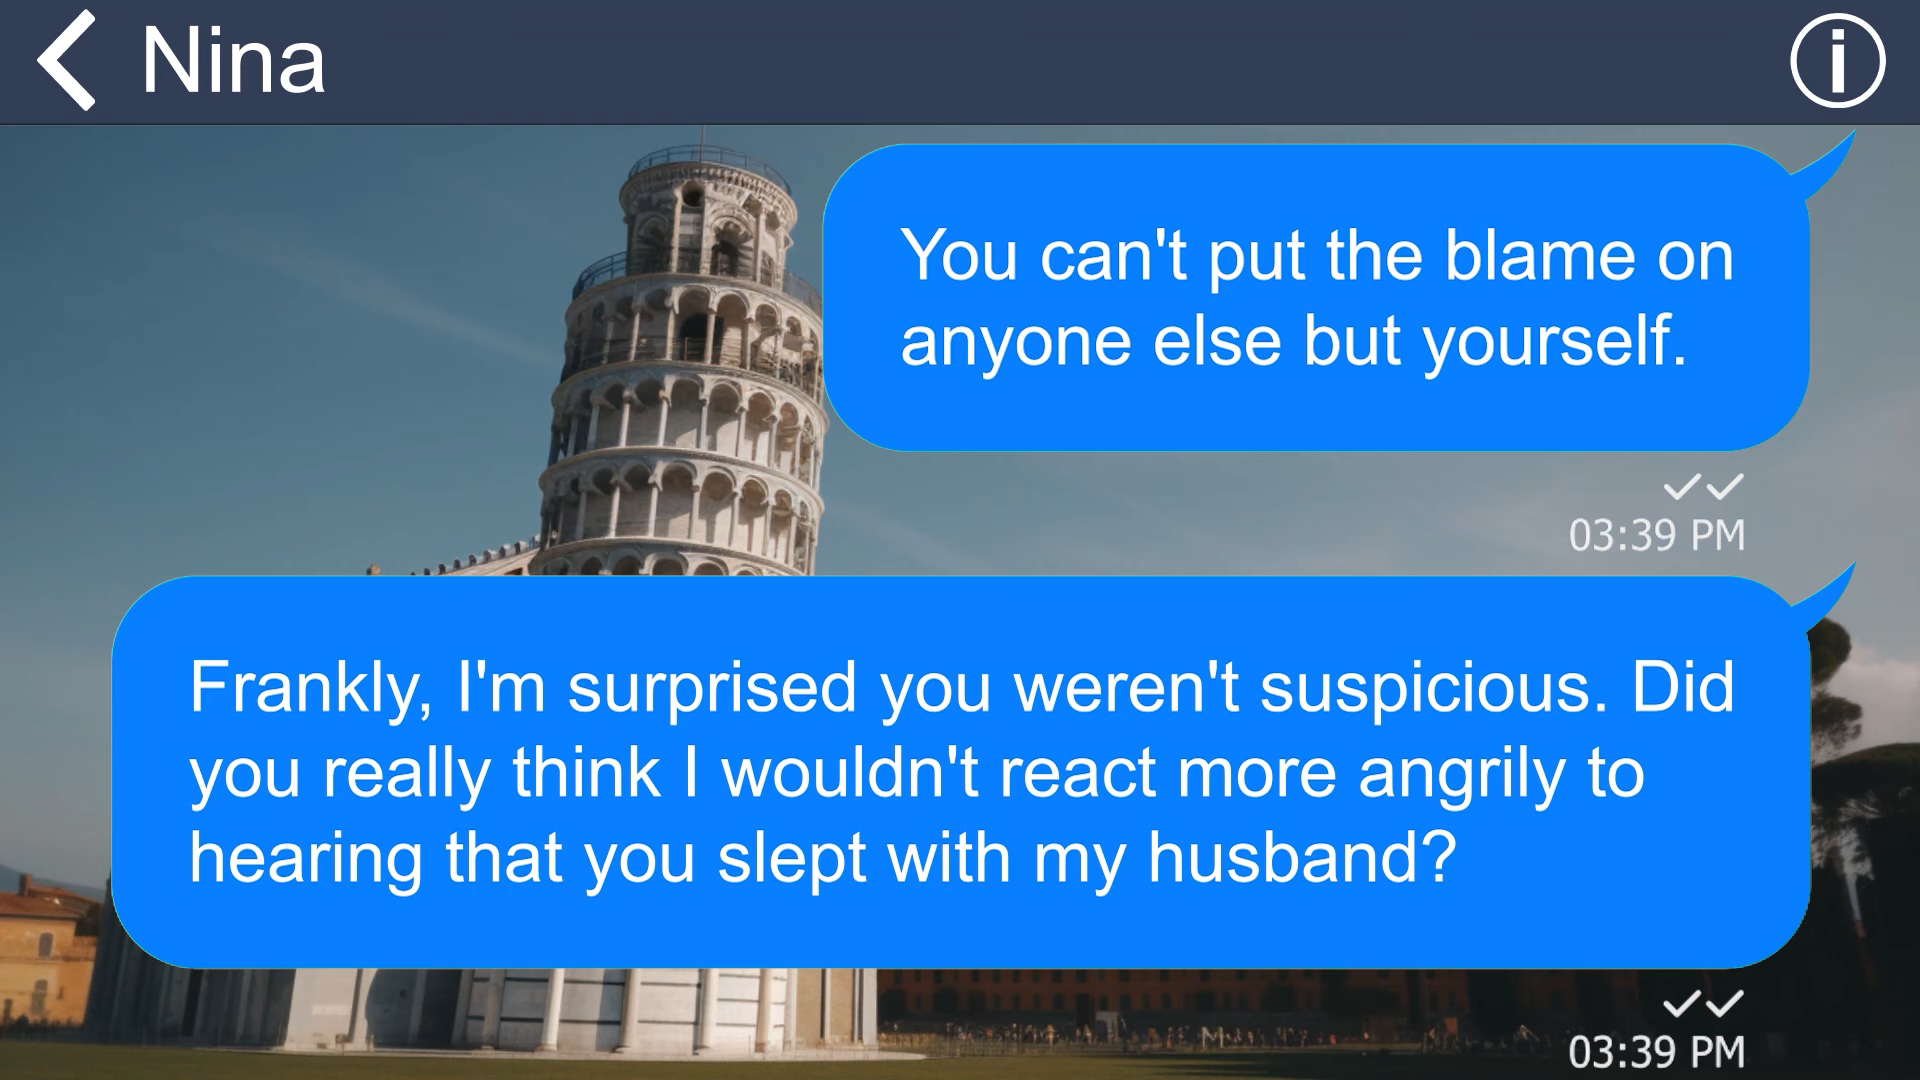 Nina
You can't put the blame on
anyone else but yourself.
03:39 PM
Frankly, I'm surprised you weren't suspicious. Did
you really think I wouldn't react more angrily to
hearing that you slept with my husband?
03:39 PM